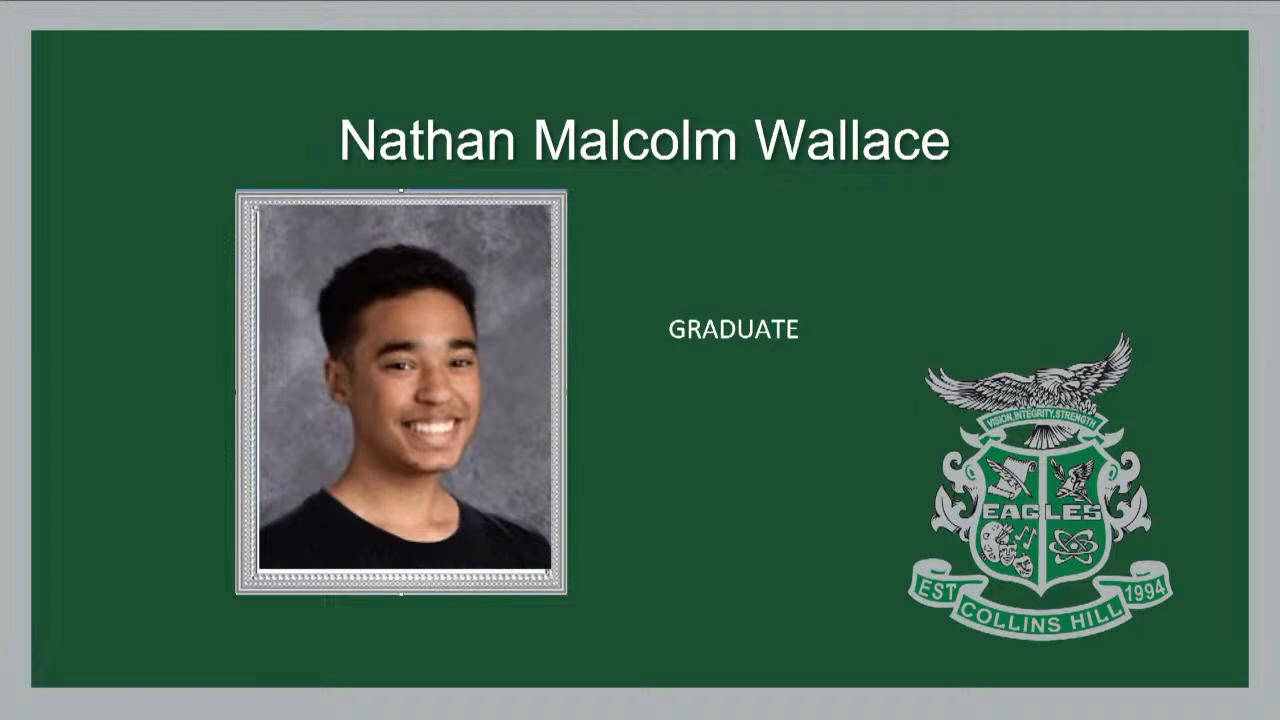 Nathan Malcolm Wallace
GRADUATE
VISION, INTEGRITY, STRENGTH
EAGLES
EST 1994
COLLINS HILL